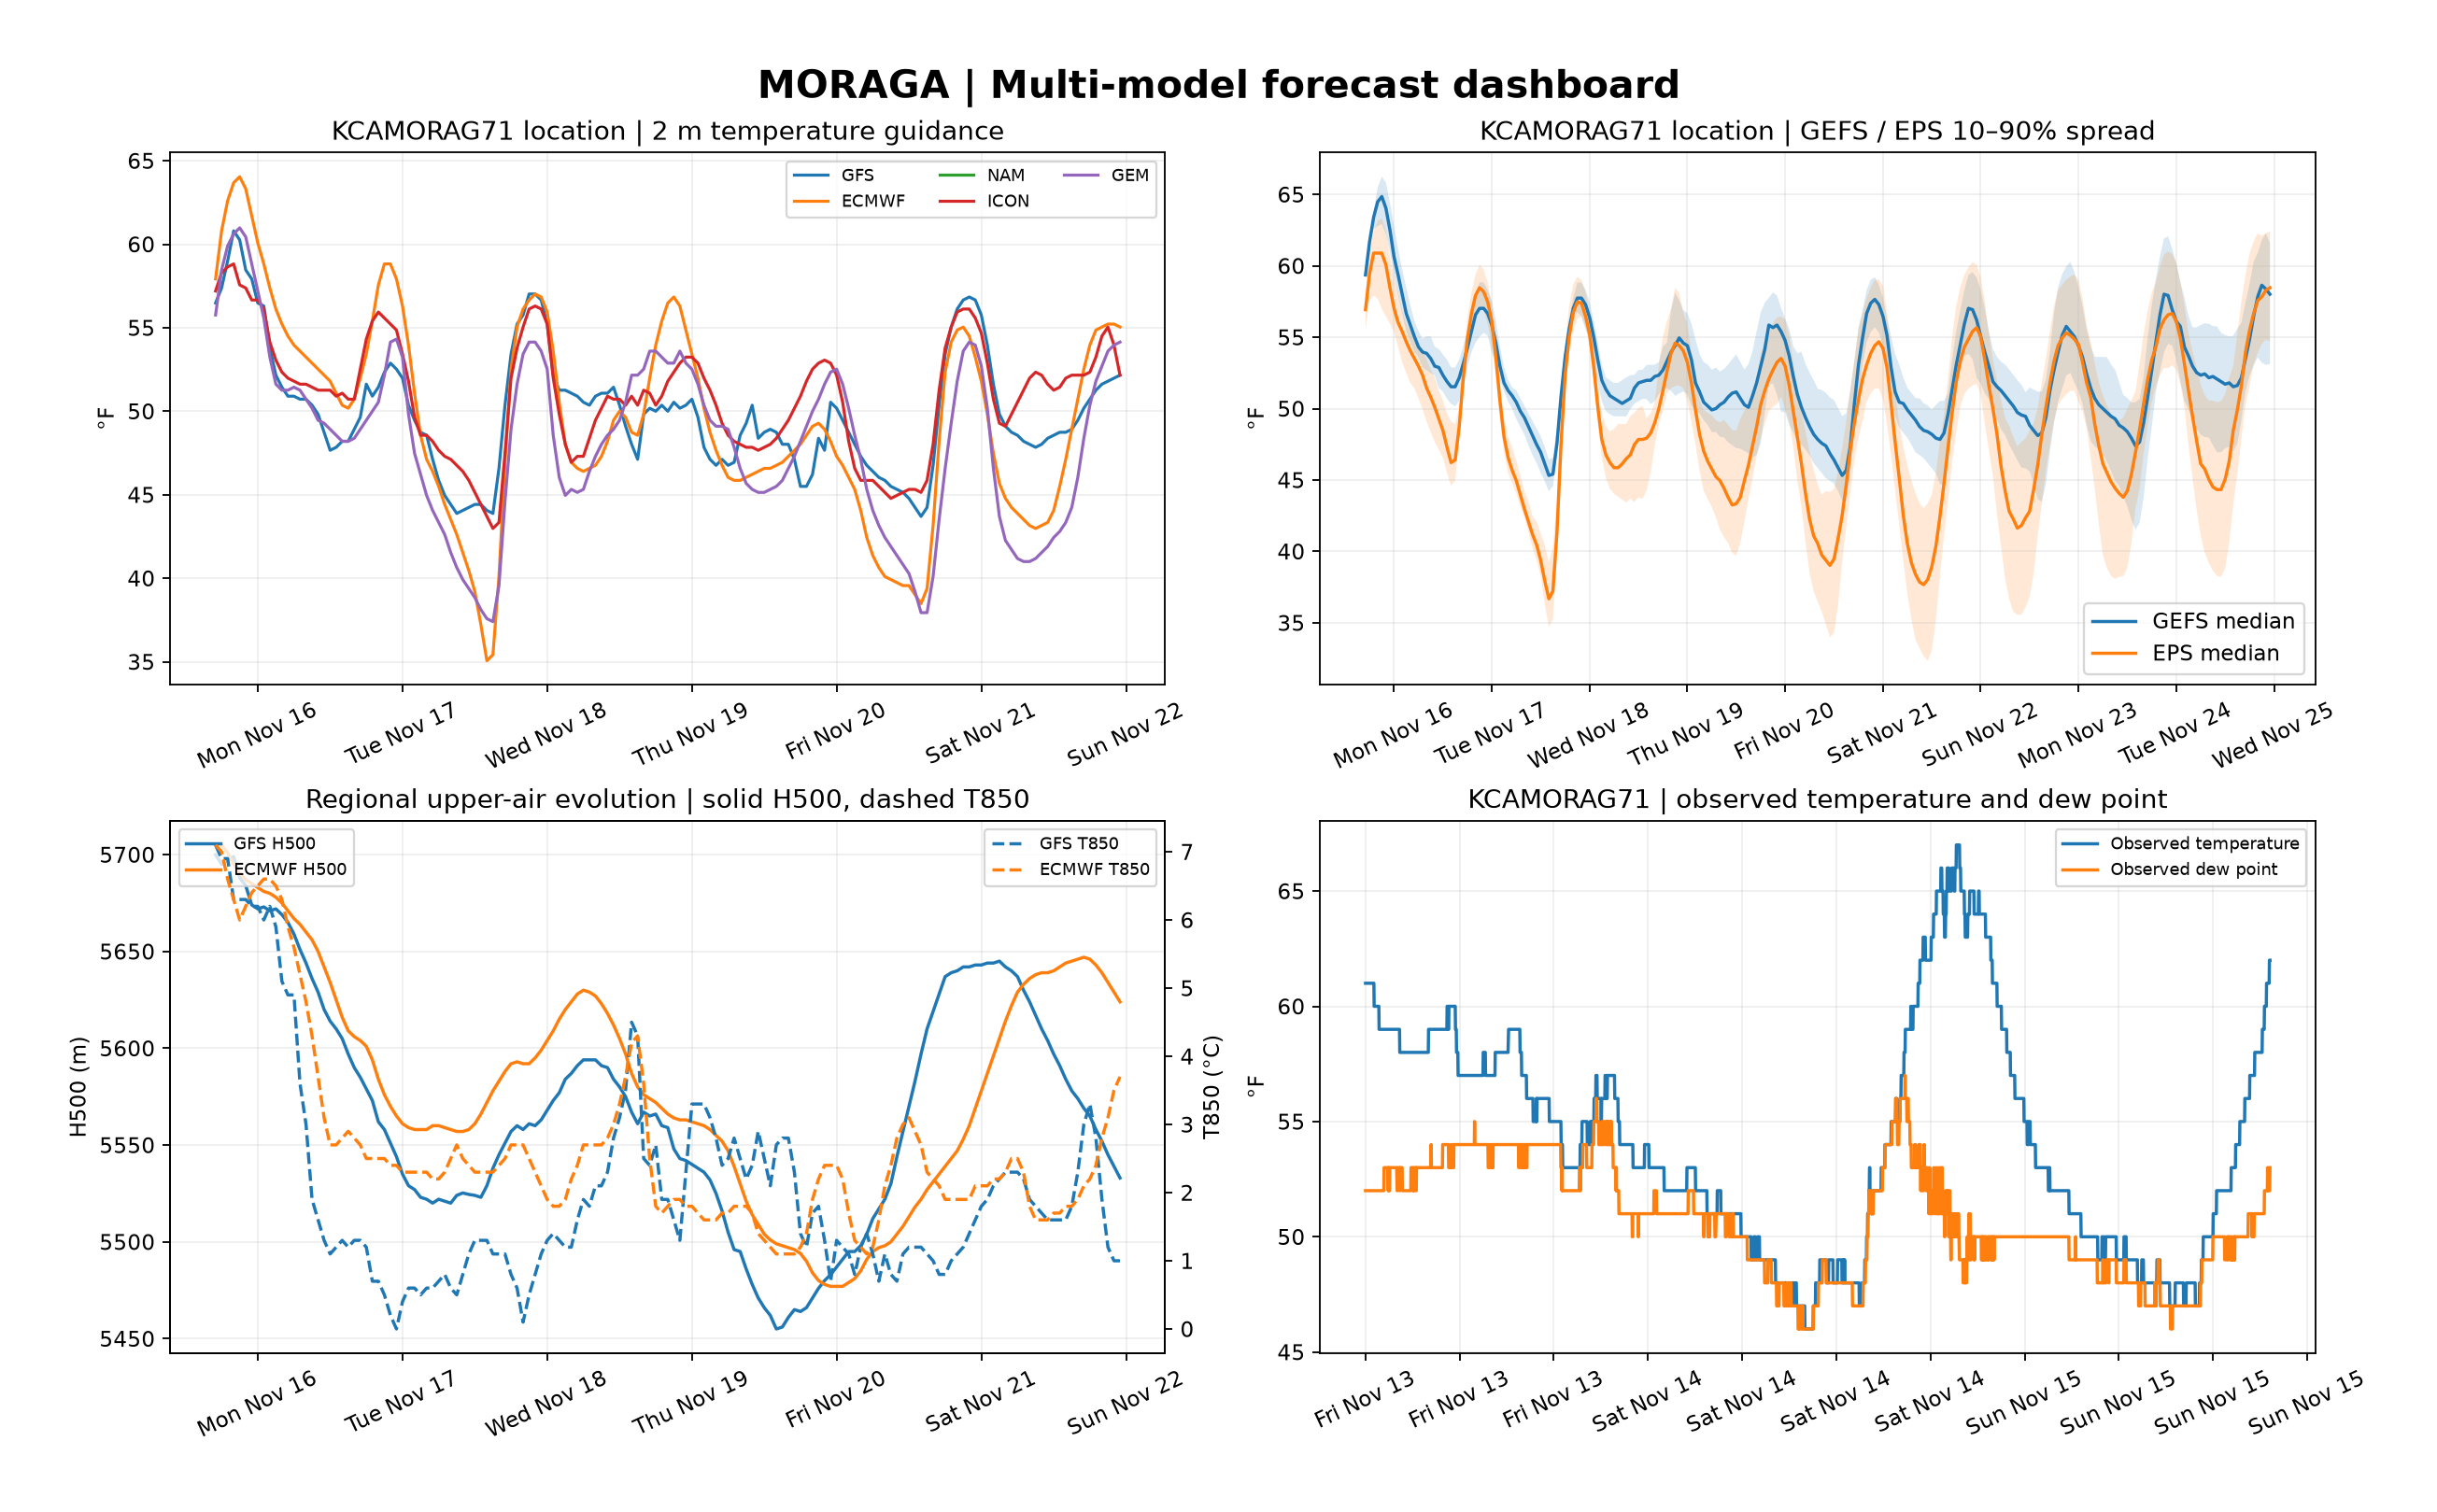 MORAGA | Multi-model forecast dashboard
KCAMORAG71 location | 2 m temperature guidance
65
60
55
50
45
40
35
°F
GFS
ECMWF
NAM
ICON
GEM
Mon Nov 16
Tue Nov 17
Wed Nov 18
Thu Nov 19
Fri Nov 20
Sat Nov 21
Sun Nov 22
KCAMORAG71 location | GEFS / EPS 10–90% spread
65
60
55
50
45
40
35
°F
GEFS median
EPS median
Mon Nov 16
Tue Nov 17
Wed Nov 18
Thu Nov 19
Fri Nov 20
Sat Nov 21
Sun Nov 22
Mon Nov 23
Tue Nov 24
Wed Nov 25
Regional upper-air evolution | solid H500, dashed T850
5700
5650
5600
5550
5500
5450
H500 (m)
GFS H500
ECMWF H500
GFS T850
ECMWF T850
7
6
5
4
3
2
1
0
T850 (°C)
Mon Nov 16
Tue Nov 17
Wed Nov 18
Thu Nov 19
Fri Nov 20
Sat Nov 21
Sun Nov 22
KCAMORAG71 | observed temperature and dew point
65
60
55
50
45
°F
Observed temperature
Observed dew point
Fri Nov 13
Fri Nov 13
Fri Nov 13
Sat Nov 14
Sat Nov 14
Sat Nov 14
Sat Nov 14
Sun Nov 15
Sun Nov 15
Sun Nov 15
Sun Nov 15